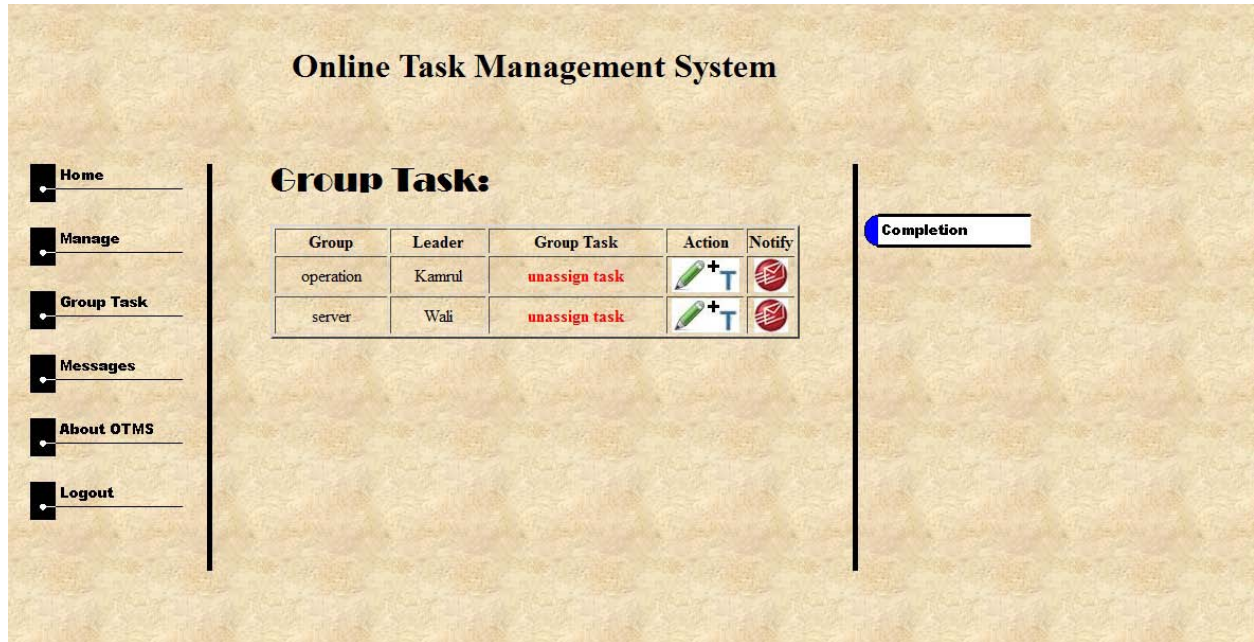 Online Task Management System
Home
Manage
Group Task
Messages
About OTMS
Logout
Group Task:
Group Leader Group Task Action Notify
operation Kamrul unassign task +T
server Wali unassign task +T
Completion